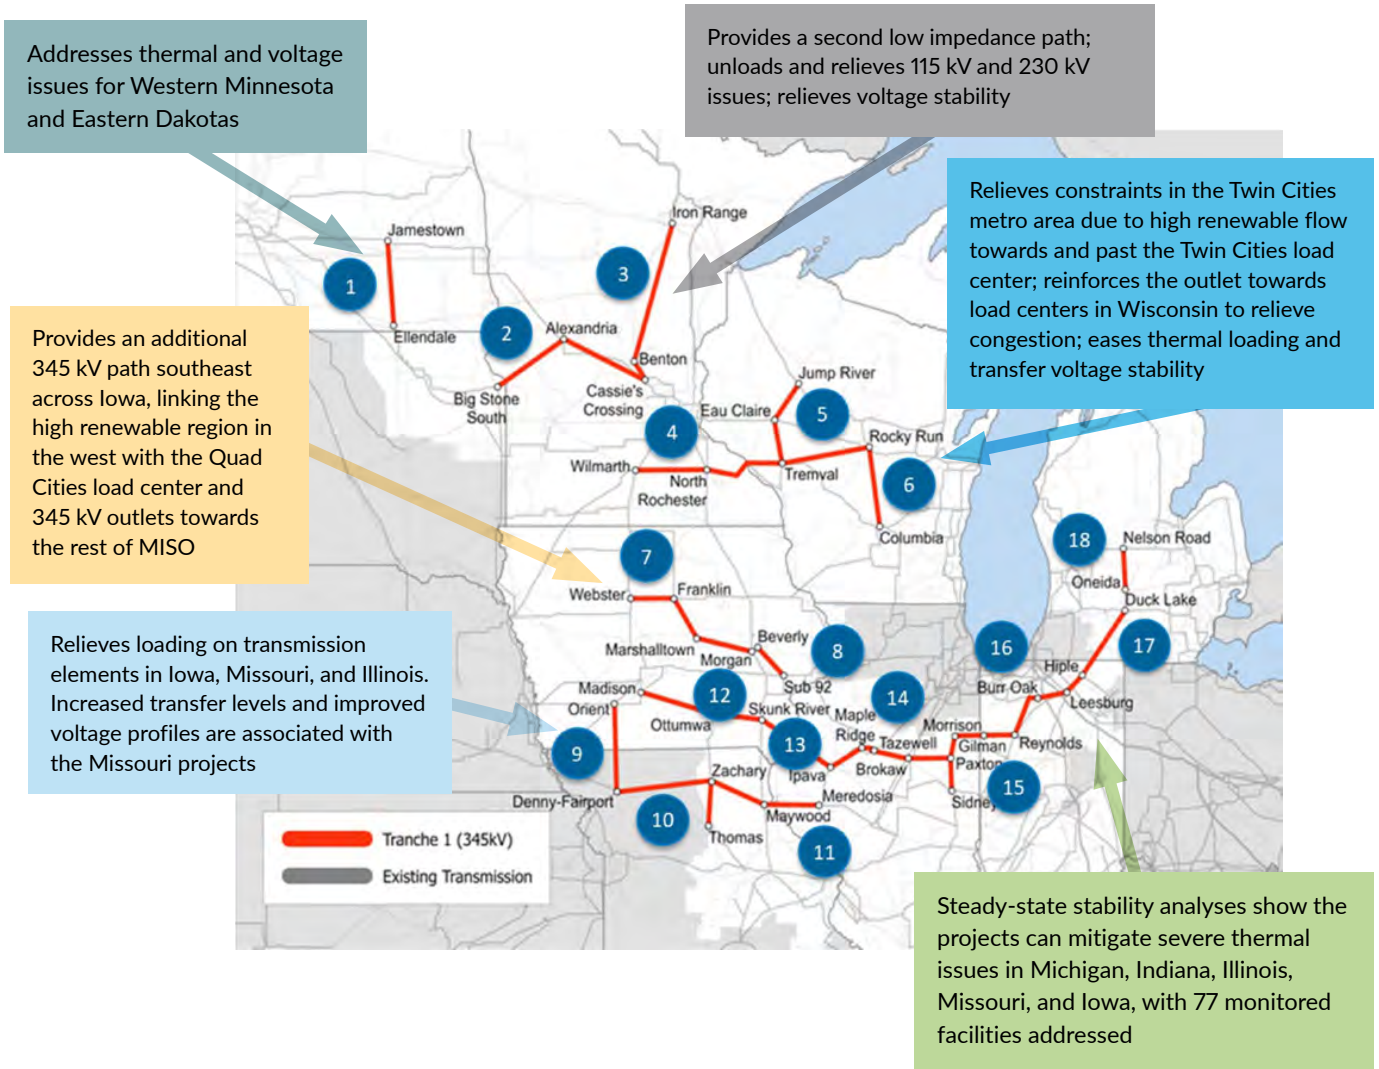 Addresses thermal and voltage
issues for Western Minnesota
and Eastern Dakotas
Provides a second low impedance path;
unloads and relieves 115 kV and 230 kV
issues; relieves voltage stability
Relieves constraints in the Twin Cities
metro area due to high renewable flow
towards and past the Twin Cities load
center; reinforces the outlet towards
load centers in Wisconsin to relieve
congestion; eases thermal loading and
transfer voltage stability
Provides an additional
345 kV path southeast
across Iowa, linking the
high renewable region in
the west with the Quad
Cities load center and
345 kV outlets towards
the rest of MISO
Relieves loading on transmission
elements in Iowa, Missouri, and Illinois.
Increased transfer levels and improved
voltage profiles are associated with
the Missouri projects
Steady-state stability analyses show the
projects can mitigate severe thermal
issues in Michigan, Indiana, Illinois,
Missouri, and Iowa, with 77 monitored
facilities addressed
Iron Range
Jamestown
3
1
2
Alexandria
Ellendale
Benton
Jump River
Cassie's
Crossing
Big Stone
South
Eau Claire
5
4
Rocky Run
Wilmarth
North
Rochester
Tremval
6
Columbia
18
Nelson Road
7
Oneida
Webster
Franklin
Duck Lake
Beverly
Marshalltown
Morgan
8
16
17
Hiple
Madison
Sub 92
Burr Oak
Leesburg
12
14
Orient
Skunk River
Ottumwa
Maple
Ridge
Morrison
9
13
Tazewell
Gilman
Reynolds
Zachary
Ipava
Brokaw
Paxton
15
Denny-Fairport
Meredosia
Sidney
10
Maywood
Thomas
11
Tranche 1 (345kV)
Existing Transmission